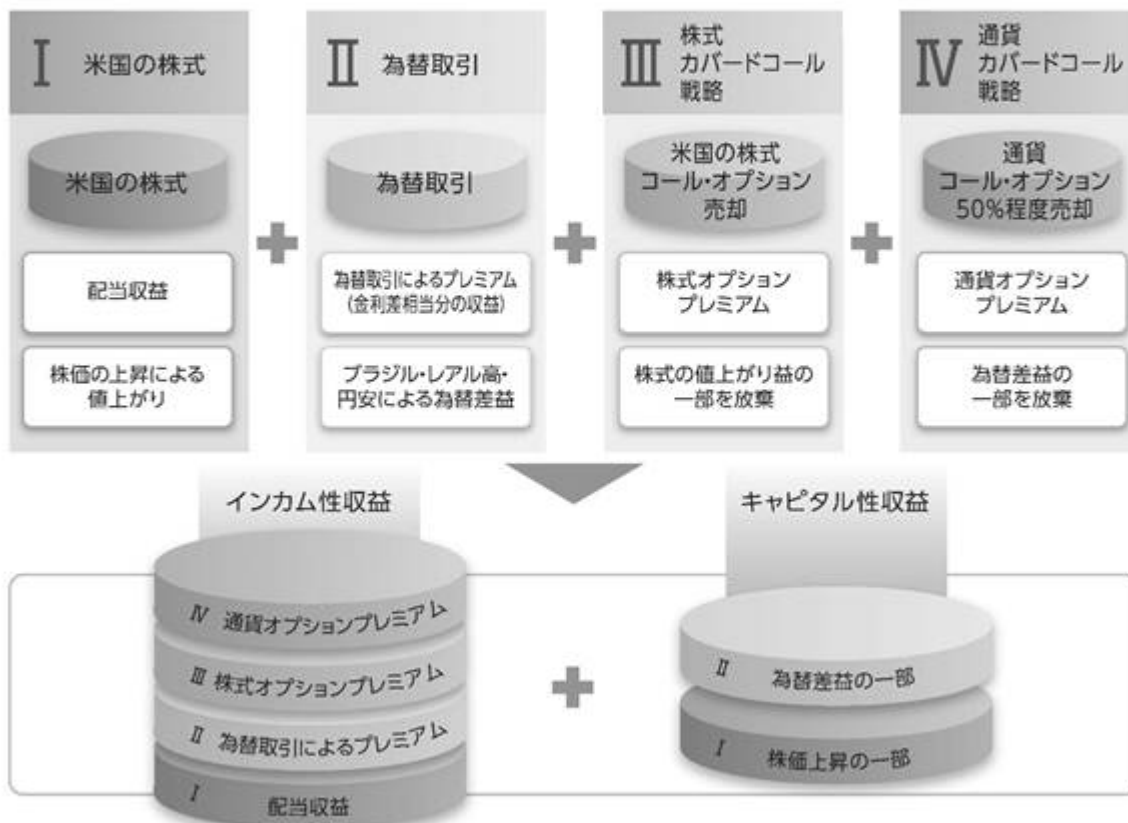 I 米国の株式
II 為替取引
III 株式
カバードコール
戦略
IV 通貨
カバードコール
戦略
米国の株式
為替取引
米国の株式
コール・オプション
売却
通貨
コール・オプション
50%程度売却
配当収益
為替取引によるプレミアム
(金利差相当分の収益)
株式オプション
プレミアム
通貨オプション
プレミアム
株価の上昇による
値上がり
ブラジル・レアル高・
円安による為替差益
株式の値上がり益の
一部を放棄
為替差益の
一部を放棄
インカム性収益
キャピタル性収益
IV 通貨オプションプレミアム
III 株式オプションプレミアム
II 為替取引によるプレミアム
I 配当収益
II 為替差益の一部
I 株価上昇の一部